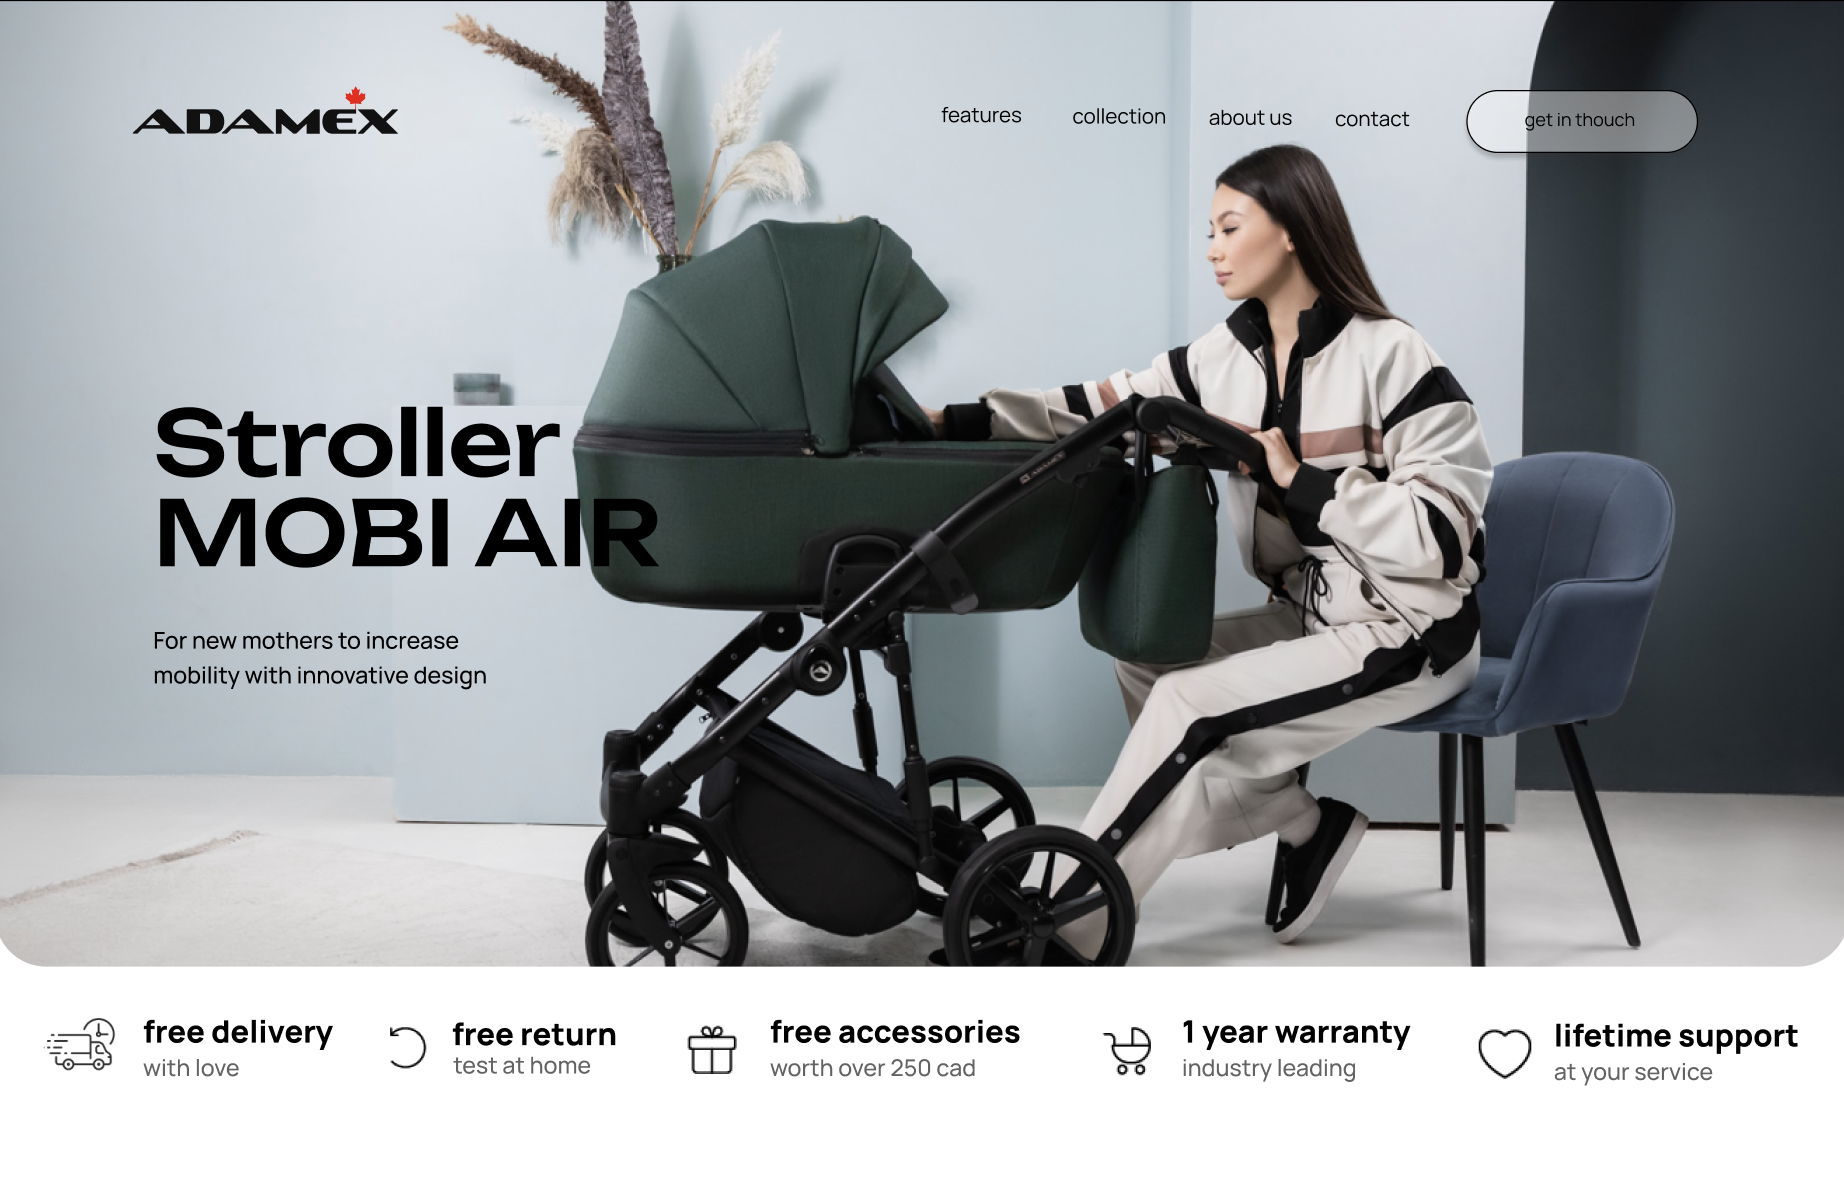 ADAMEX
features
collection
about us
contact
get in thouch
Stroller
MOBI AIR
For new mothers to increase
mobility with innovative design
ADAMEX
free delivery
with love
free return
test at home
free accessories
worth over 250 cad
1 year warranty
industry leading
lifetime support
at your service